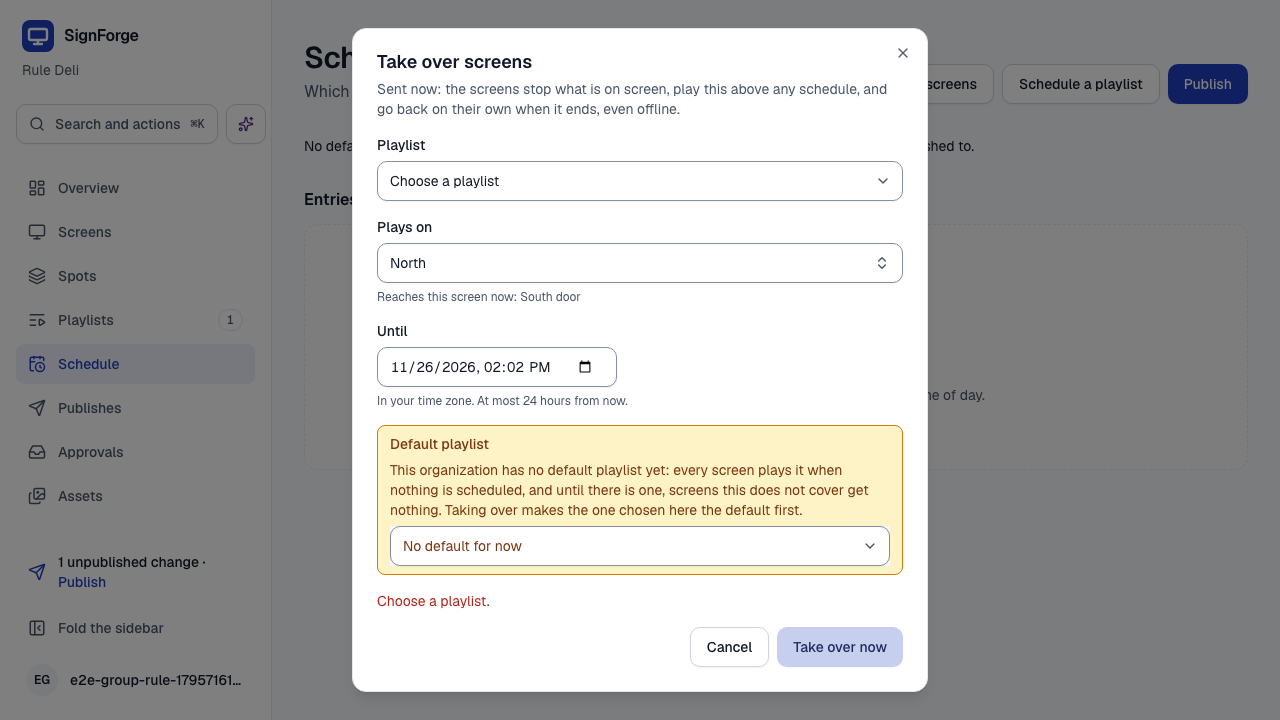 SignForge
Rule Deli
Search and actions ⌘K
Overview
Screens
Spots
Playlists 1
Schedule
Publishes
Approvals
Assets
1 unpublished change ·
Publish
Fold the sidebar
EG e2e-group-rule-17957161...
Which
screens
Schedule a playlist
Publish
to.
Entries
of day.
Take over screens
Sent now: the screens stop what is on screen, play this above any schedule, and
go back on their own when it ends, even offline.
Playlist
Choose a playlist
Plays on
North
Reaches this screen now: South door
Until
11/26/2026, 02:02 PM
In your time zone. At most 24 hours from now.
Default playlist
This organization has no default playlist yet: every screen plays it when
nothing is scheduled, and until there is one, screens this does not cover get
nothing. Taking over makes the one chosen here the default first.
No default for now
Choose a playlist.
Cancel
Take over now